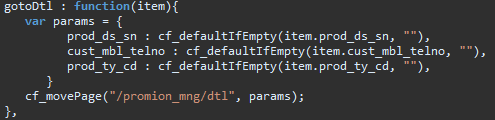 gotoDtl : function(item){
var params = {
prod_ds_sn : cf_defaultIfEmpty(item.prod_ds_sn, ""),
cust_mbl_telno : cf_defaultIfEmpty(item.cust_mbl_telno, ""),
prod_ty_cd : cf_defaultIfEmpty(item.prod_ty_cd, ""),
}
cf_movePage("/promion_mng/dtl", params);
},